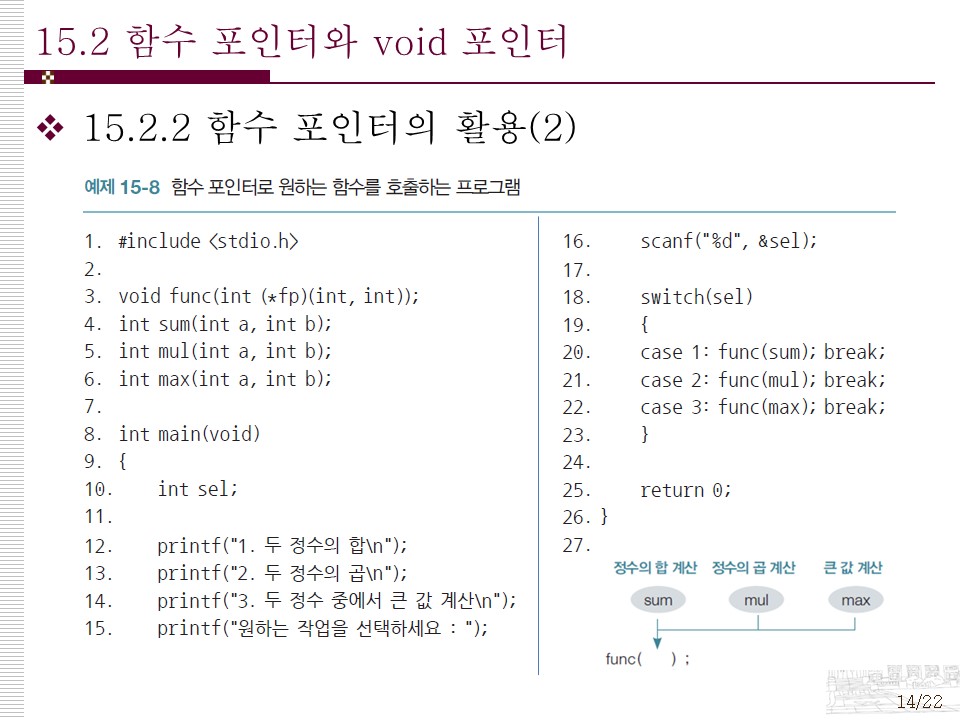 15.2 함수 포인터와 void 포인터
❖ 15.2.2 함수 포인터의 활용(2)
예제 15-8 함수 포인터로 원하는 함수를 호출하는 프로그램
1. #include <stdio.h>
2.
3. void func(int (*fp)(int, int));
4. int sum(int a, int b);
5. int mul(int a, int b);
6. int max(int a, int b);
7.
8. int main(void)
9. {
10. int sel;
11.
12. printf("1. 두 정수의 합\n");
13. printf("2. 두 정수의 곱\n");
14. printf("3. 두 정수 중에서 큰 값 계산\n");
15. printf("원하는 작업을 선택하세요 : ");
16. scanf("%d", &sel);
17.
18. switch(sel)
19. {
20. case 1: func(sum); break;
21. case 2: func(mul); break;
22. case 3: func(max); break;
23. }
24.
25. return 0;
26. }
27.
정수의 합 계산 정수의 곱 계산 큰 값 계산
sum mul max
func( ) ;
14/22